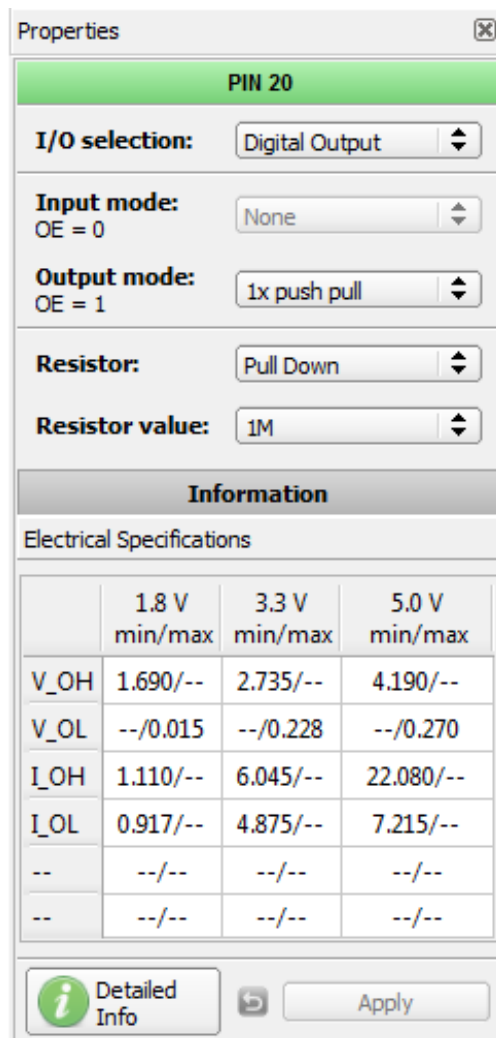 Properties
PIN 20
I/O selection: Digital Output
Input mode: None
OE = 0
Output mode: 1x push pull
OE = 1
Resistor: Pull Down
Resistor value: 1M
Information
Electrical Specifications
1.8 V 3.3 V 5.0 V
min/max min/max min/max
V_OH 1.690/-- 2.735/-- 4.190/--
V_OL --/0.015 --/0.228 --/0.270
I_OH 1.110/-- 6.045/-- 22.080/--
I_OL 0.917/-- 4.875/-- 7.215/--
-- --/-- --/-- --/--
-- --/-- --/-- --/--
i Detailed
Info
Apply